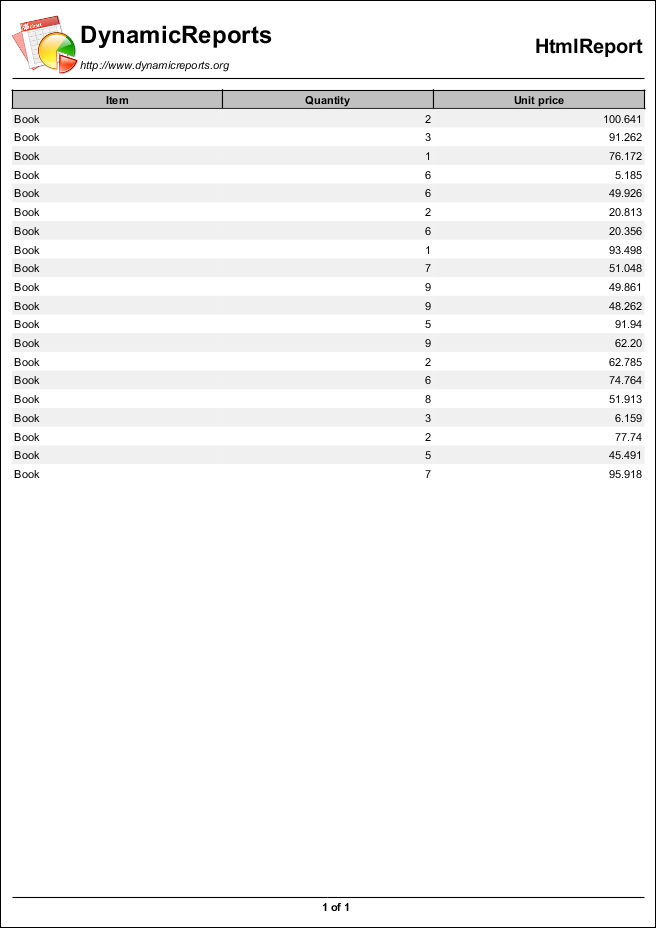 DynamicReports
http://www.dynamicreports.org
HtmlReport
Item Quantity Unit price
Book 2 100.641
Book 3 91.262
Book 1 76.172
Book 6 5.185
Book 6 49.926
Book 2 20.813
Book 6 20.356
Book 1 93.498
Book 7 51.048
Book 9 49.861
Book 9 48.262
Book 5 91.94
Book 9 62.20
Book 2 62.785
Book 6 74.764
Book 8 51.913
Book 3 6.159
Book 2 77.74
Book 5 45.491
Book 7 95.918
1 of 1